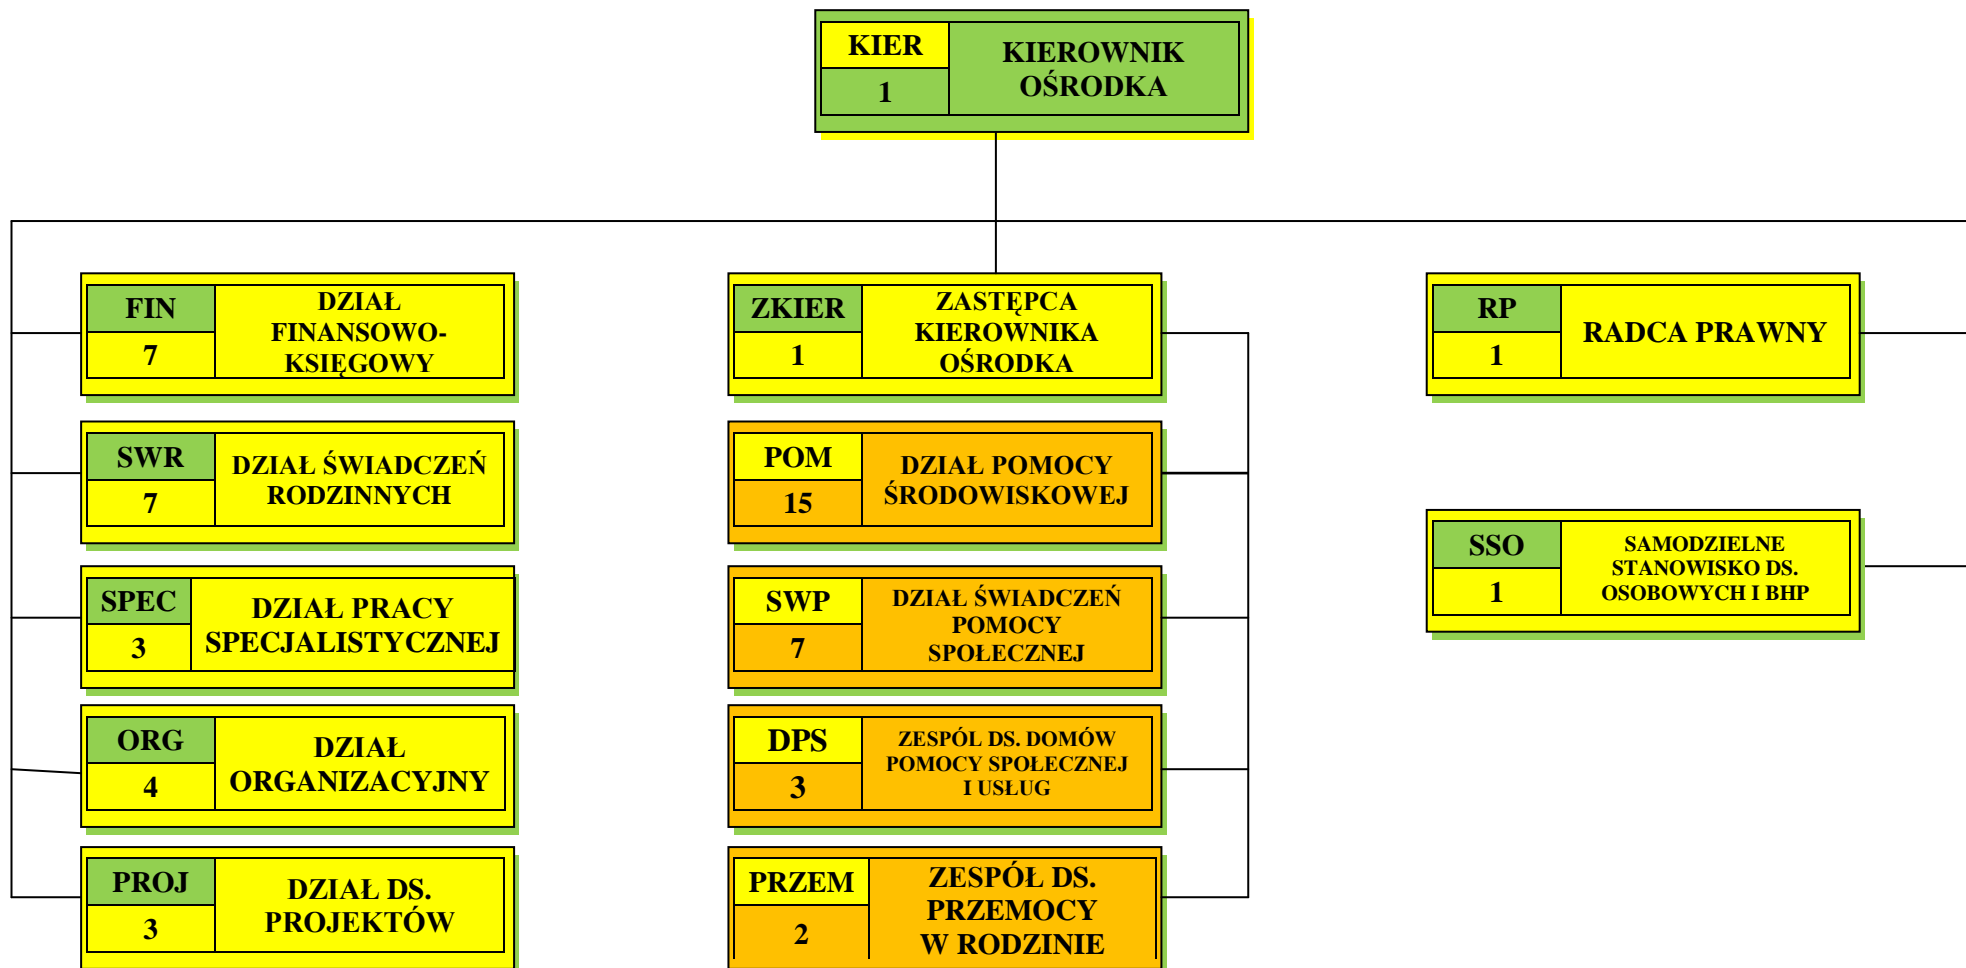 KIER
1
KIEROWNIK
OŚRODKA
FIN
7
DZIAŁ
FINANSOWO-
KSIĘGOWY
SWR
7
DZIAŁ ŚWIADCZEŃ
RODZINNYCH
SPEC
3
DZIAŁ PRACY
SPECJALISTYCZNEJ
ORG
4
DZIAŁ
ORGANIZACYJNY
PROJ
3
DZIAŁ DS.
PROJEKTÓW
ZKIER
1
ZASTĘPCA
KIEROWNIKA
OŚRODKA
POM
15
DZIAŁ POMOCY
ŚRODOWISKOWEJ
SWP
7
DZIAŁ ŚWIADCZEŃ
POMOCY
SPOŁECZNEJ
DPS
3
ZESPÓL DS. DOMÓW
POMOCY SPOŁECZNEJ
I USŁUG
PRZEM
2
ZESPÓŁ DS.
PRZEMOCY
W RODZINIE
RP
1
RADCA PRAWNY
SSO
1
SAMODZIELNE
STANOWISKO DS.
OSOBOWYCH I BHP